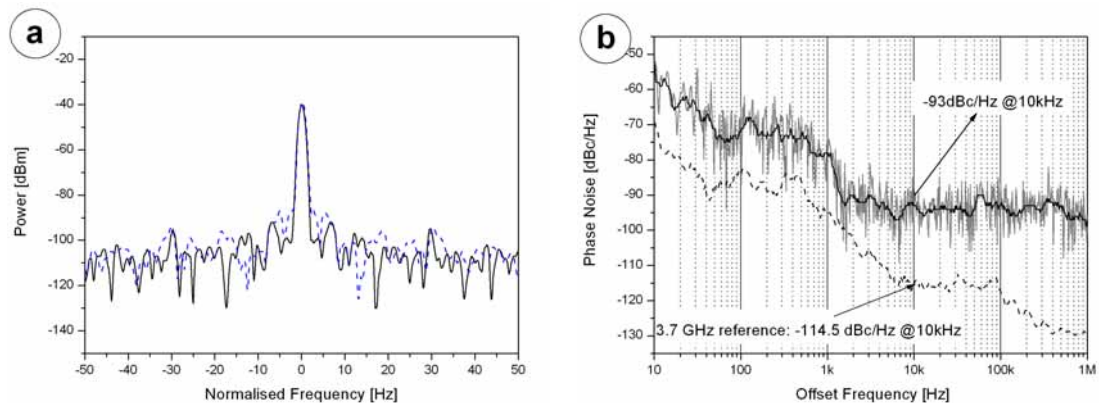 a
-20
-40
-60
-80
-100
-120
-140
Power [dBm]
-50 -40 -30 -20 -10 0 10 20 30 40 50
Normalised Frequency [Hz]
b
-50
-60
-70
-80
-90
-100
-110
-120
-130
Phase Noise [dBc/Hz]
-93dBc/Hz @10kHz
3.7 GHz reference: -114.5 dBc/Hz @10kHz
10 100 1k 10k 100k 1M
Offset Frequency [Hz]